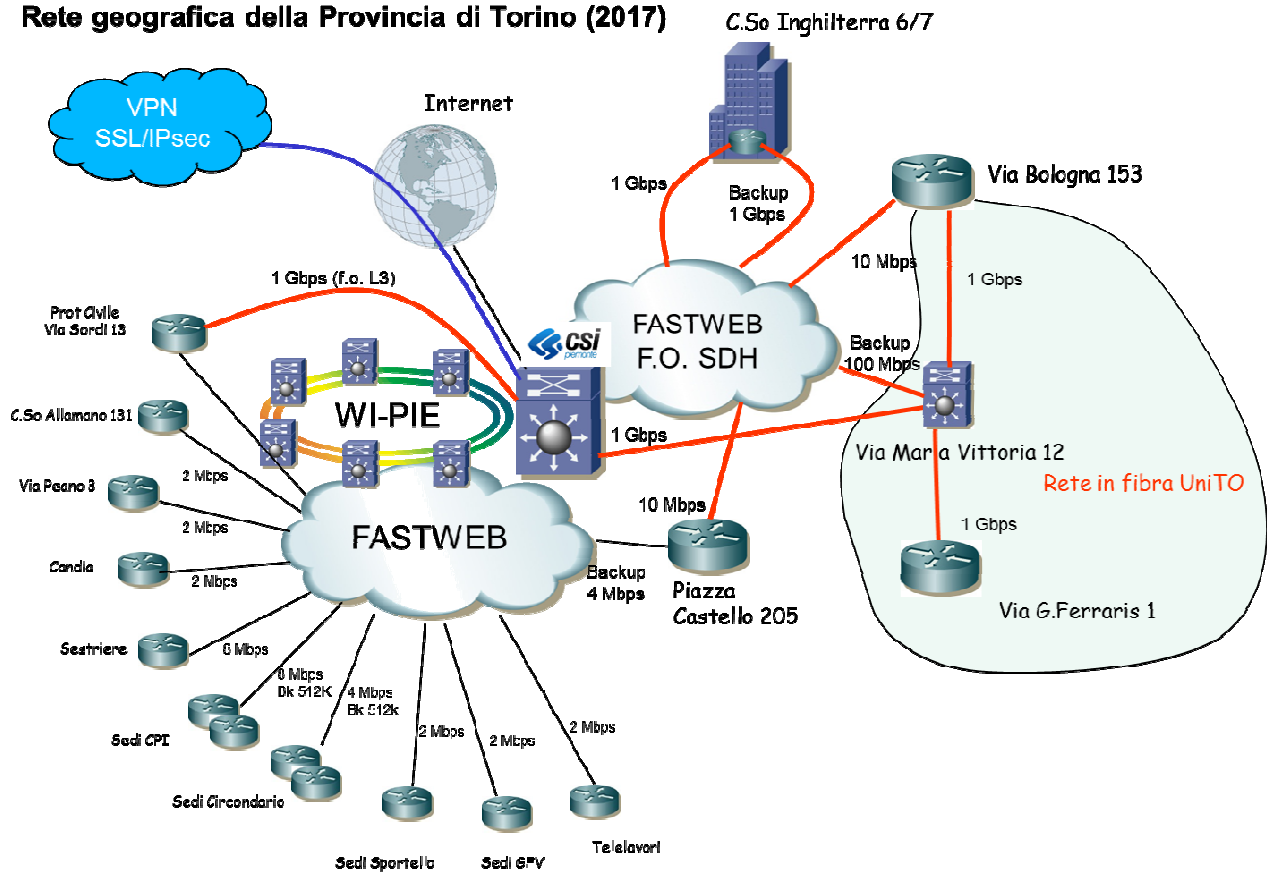 Rete geografica della Provincia di Torino (2017)
C.So Inghilterra 6/7
VPN
SSL/IPsec
Internet
1 Gbps
Backup
1 Gbps
Via Bologna 153
10 Mbps
1 Gbps
1 Gbps (f.o. L3)
Prot Civile
Via Sordi 13
csi
piemonte
FASTWEB
F.O. SDH
Backup
100 Mbps
C.So Allamano 131
WI-PIE
1 Gbps
Via Maria Vittoria 12
2 Mbps
Via Peano 3
Rete in fibra UniTO
10 Mbps
2 Mbps
FASTWEB
1 Gbps
Candia
2 Mbps
Backup
4 Mbps
Piazza
Castello 205
Via G.Ferraris 1
Sestriere
6 Mbps
Mbps
Bk 512K
4 Mbps
Bk 512k
2 Mbps
2 Mbps
2 Mbps
Sedi CPI
Sedi Circondario
Sedi Sportello
Sedi
Telelavori